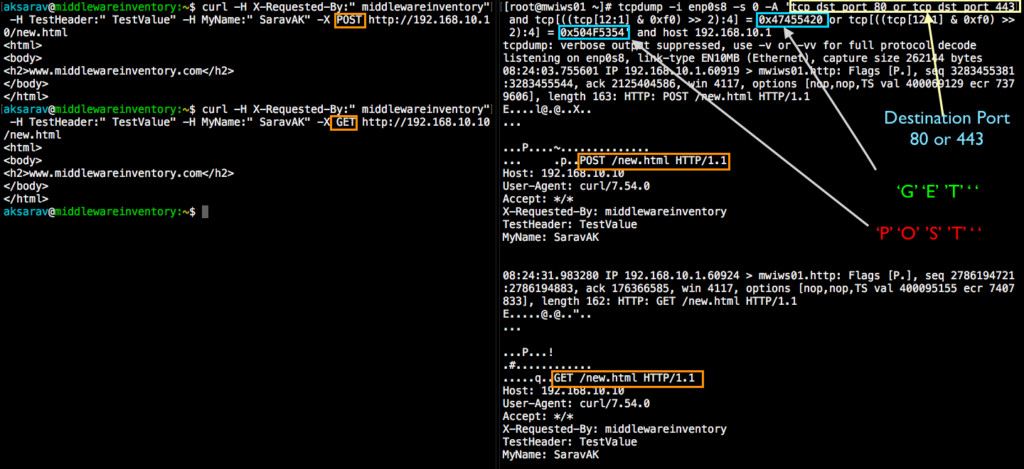 aksarav@middlewareinventory:~$ curl -H X-Requested-By:" middlewareinventory"
 -H TestHeader:" TestValue" -H MyName:" SaravAK" -X POST http://192.168.10.1
0/new.html
<html>
<body>
<h2>www.middlewareinventory.com</h2>
</body>
</html>
aksarav@middlewareinventory:~$ curl -H X-Requested-By:" middlewareinventory"
 -H TestHeader:" TestValue" -H MyName:" SaravAK" -X GET http://192.168.10.10
/new.html
<html>
<body>
<h2>www.middlewareinventory.com</h2>
</body>
</html>
aksarav@middlewareinventory:~$
[root@mwiws01 ~]# tcpdump -i enp0s8 -s 0 -A 'tcp dst port 80 or tcp dst port 443
 and tcp[((tcp[12:1] & 0xf0) >> 2):4] = 0x47455420 or tcp[((tcp[12:1] & 0xf0) >>
 2):4] = 0x504F5354' and host 192.168.10.1
tcpdump: verbose output suppressed, use -v or -vv for full protocol decode
listening on enp0s8, link-type EN10MB (Ethernet), capture size 262144 bytes
08:24:03.755601 IP 192.168.10.1.60919 > mwiws01.http: Flags [P.], seq 3283455381
:3283455544, ack 2125404586, win 4117, options [nop,nop,TS val 400069129 ecr 737
9606], length 163: HTTP: POST /new.html HTTP/1.1
E....l@.@..X..
...
...P....~..............
...     .p..POST /new.html HTTP/1.1
Host: 192.168.10.10
User-Agent: curl/7.54.0
Accept: */*
X-Requested-By: middlewareinventory
TestHeader: TestValue
MyName: SaravAK
08:24:31.983280 IP 192.168.10.1.60924 > mwiws01.http: Flags [P.], seq 2786194721
:2786194883, ack 176366585, win 4117, options [nop,nop,TS val 400095155 ecr 7407
833], length 162: HTTP: GET /new.html HTTP/1.1
E.....@.@.."..
...
...P...!
.#............
.....q..GET /new.html HTTP/1.1
Host: 192.168.10.10
User-Agent: curl/7.54.0
Accept: */*
X-Requested-By: middlewareinventory
TestHeader: TestValue
MyName: SaravAK
Destination Port
80 or 443
‘G’ ‘E’ ’T’ ‘ ‘
‘P’ ‘O’ ’S’ ’T’ ‘ ‘